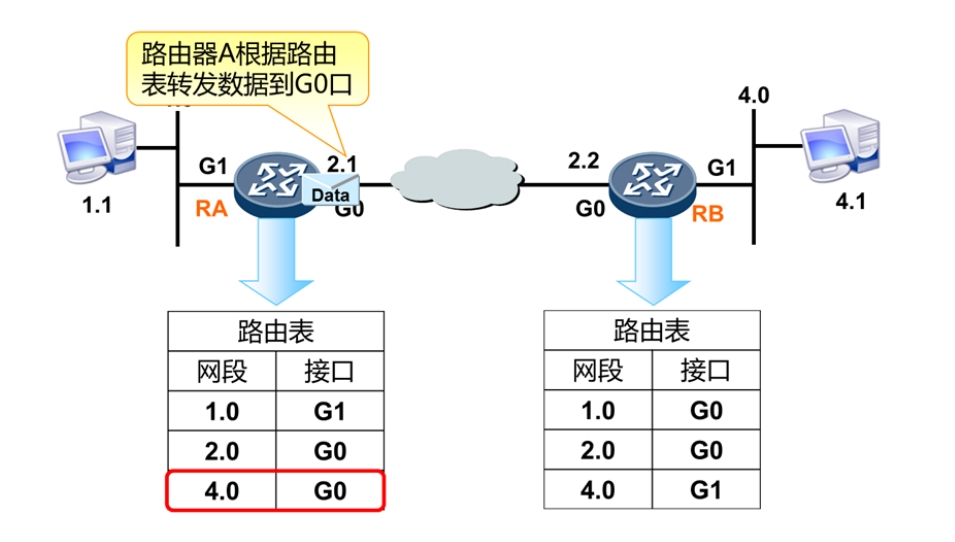 路由器A根据路由
表转发数据到G0口
4.0
G1
2.1
2.2
G1
Data
1.1
RA
G0
G0
RB
4.1
路由表
网段 接口
1.0 G1
2.0 G0
4.0 G0
路由表
网段 接口
1.0 G0
2.0 G0
4.0 G1